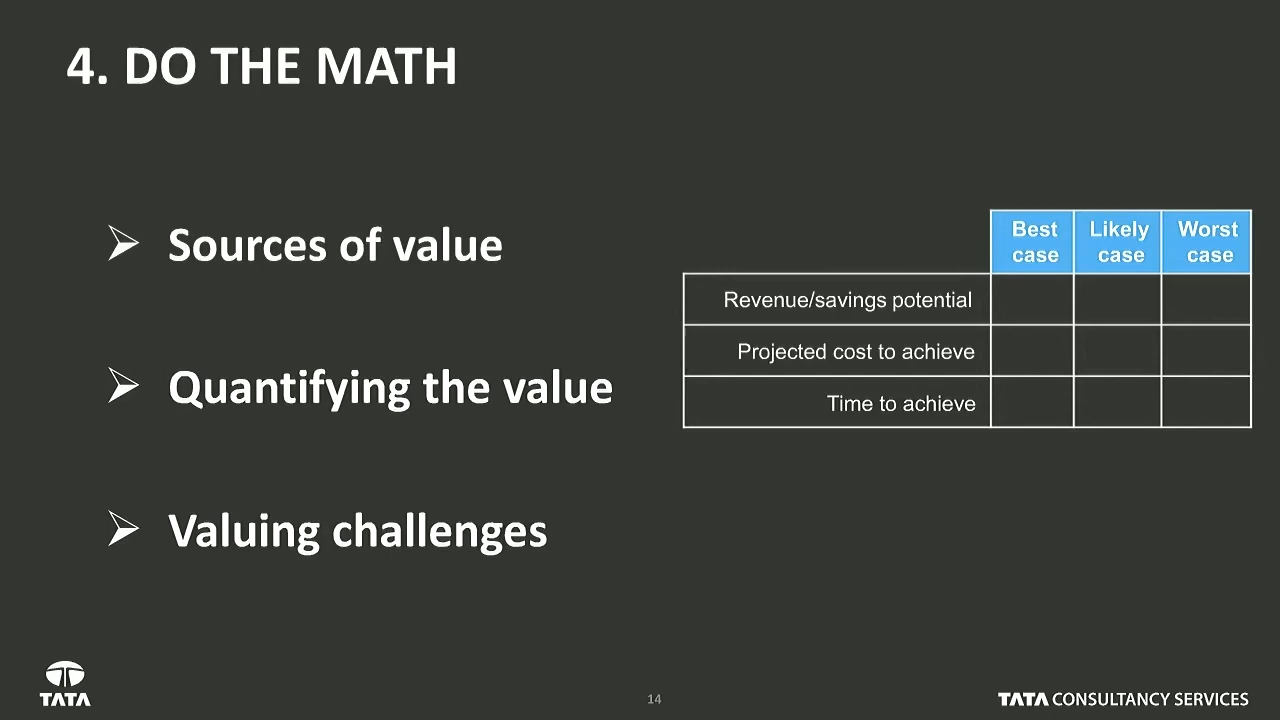 4. DO THE MATH
Sources of value
Quantifying the value
Valuing challenges
Best case
Likely case
Worst case
Revenue/savings potential
Projected cost to achieve
Time to achieve
TATA
14
TATA CONSULTANCY SERVICES